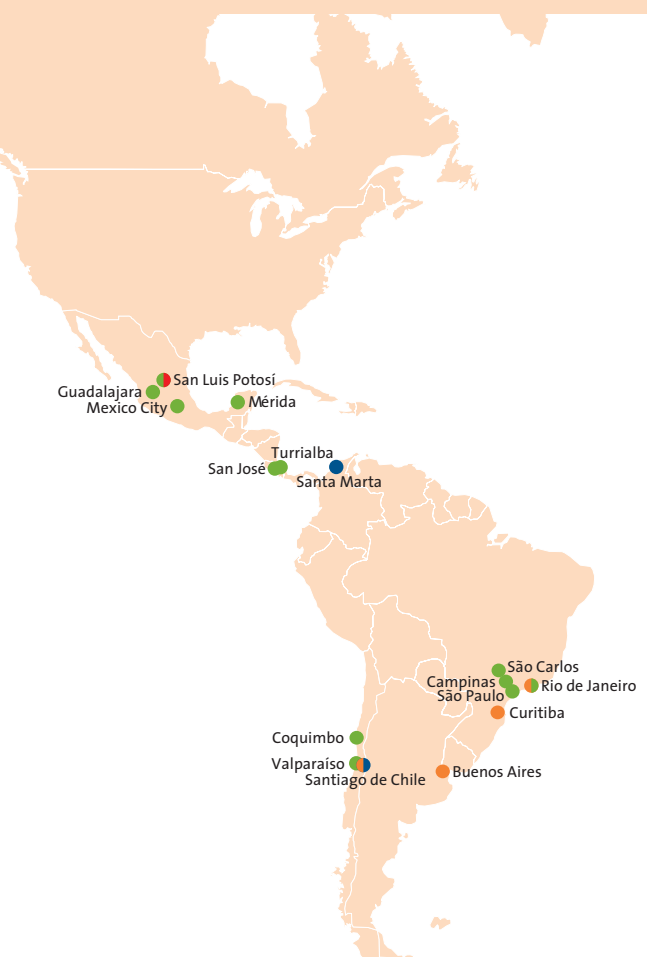 San Luis Potosí
Guadalajara
Mérida
Mexico City
Turrialba
San José
Santa Marta
São Carlos
Campinas
Rio de Janeiro
São Paulo
Curitiba
Coquimbo
Valparaíso
Buenos Aires
Santiago de Chile